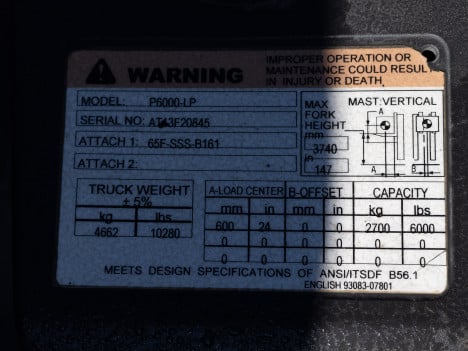 WARNING
IMPROPER OPERATION OR
MAINTENANCE COULD RESULT
IN INJURY OR DEATH.
MODEL: P6000-LP
SERIAL NO: AT43F20845
ATTACH 1: 65F-SSS-B161
ATTACH 2:
MAX FORK HEIGHT
mm
3740
in
147
MAST:VERTICAL
A
A
A B
TRUCK WEIGHT
± 5%
kg lbs
4662 10280
A-LOAD CENTER B-OFFSET CAPACITY
mm in mm in kg lbs
600 24 0 0 2700 6000
0 0 0 0 0 0
0 0 0 0 0 0
MEETS DESIGN SPECIFICATIONS OF ANSI/ITSDF B56.1
ENGLISH 93083-07801